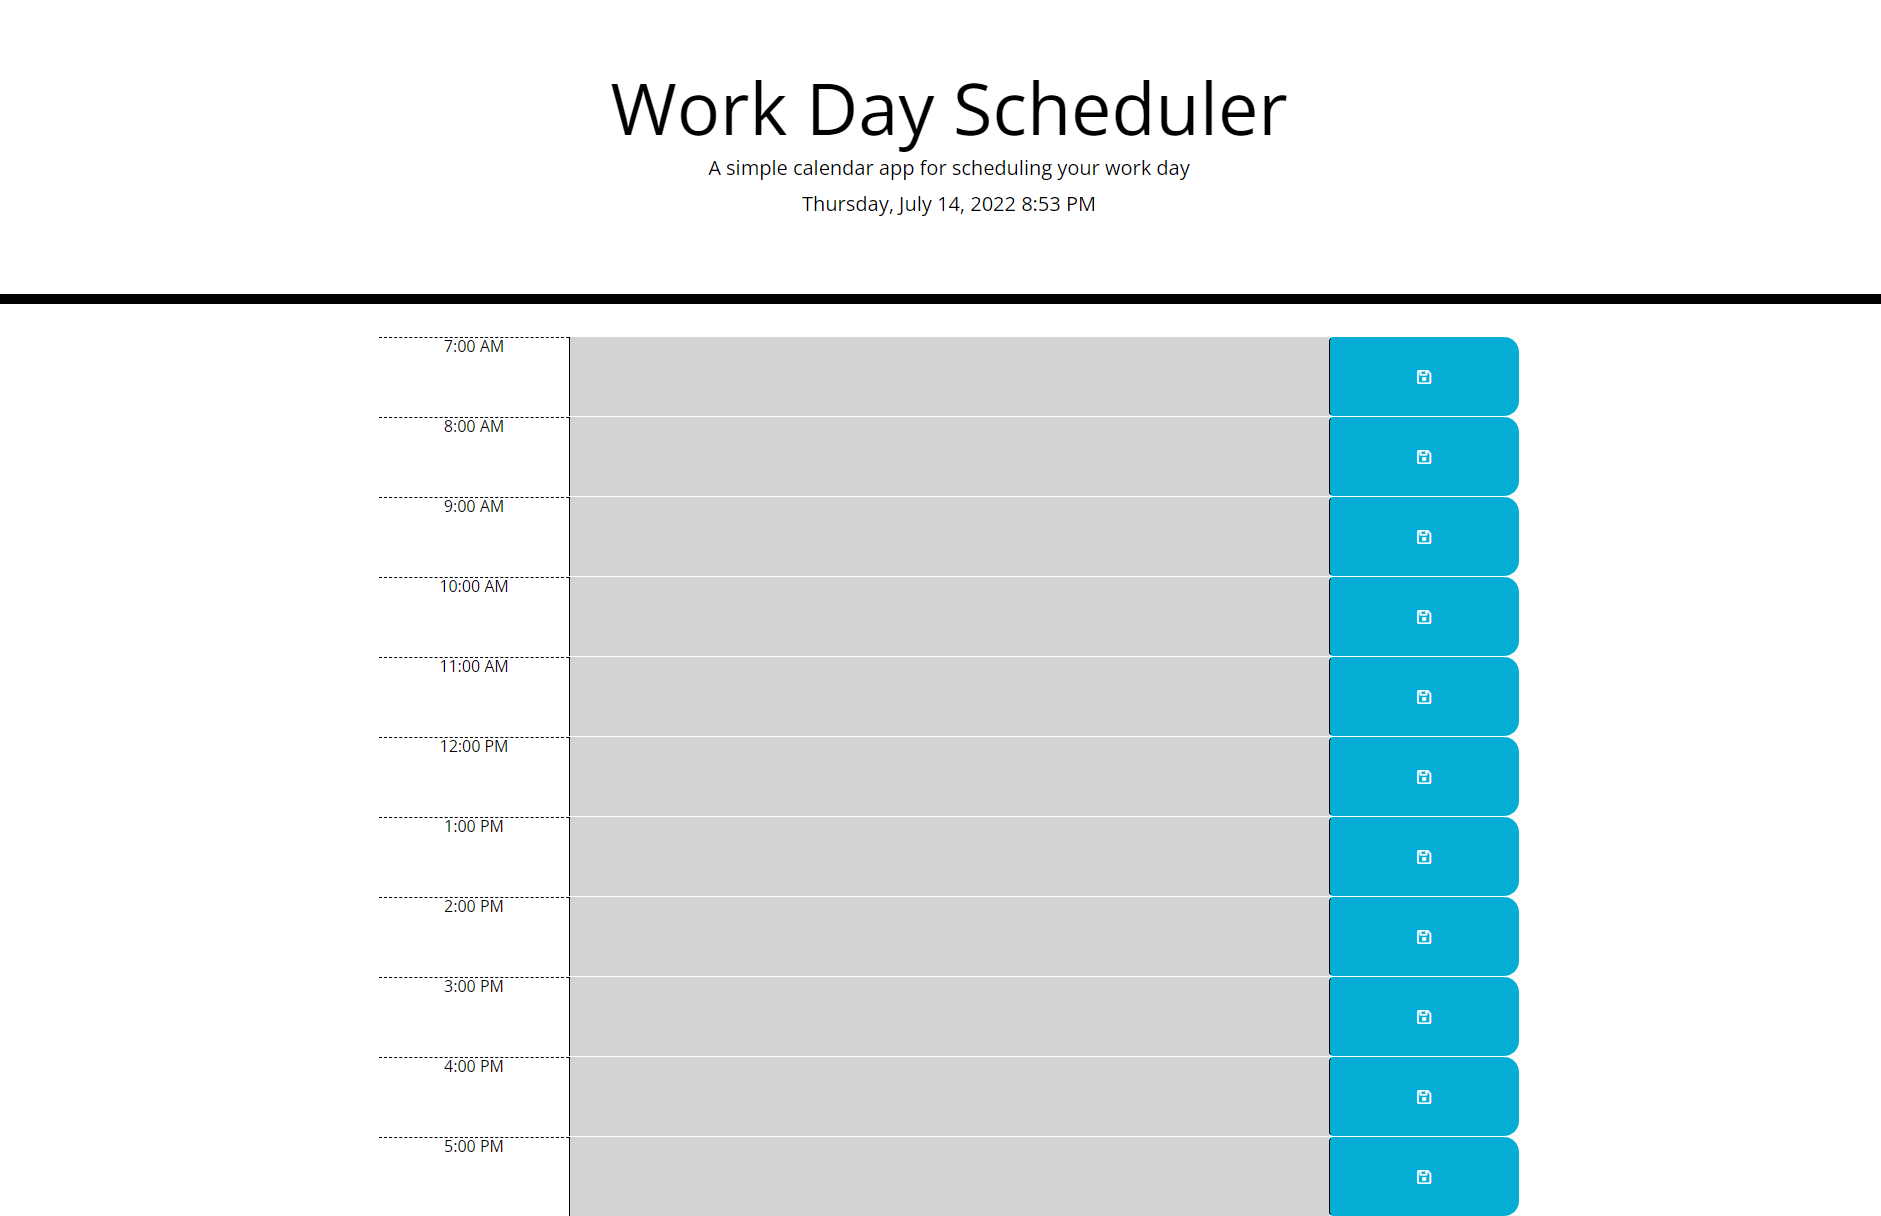 Work Day Scheduler
A simple calendar app for scheduling your work day
Thursday, July 14, 2022 8:53 PM
7:00 AM
8:00 AM
9:00 AM
10:00 AM
11:00 AM
12:00 PM
1:00 PM
2:00 PM
3:00 PM
4:00 PM
5:00 PM